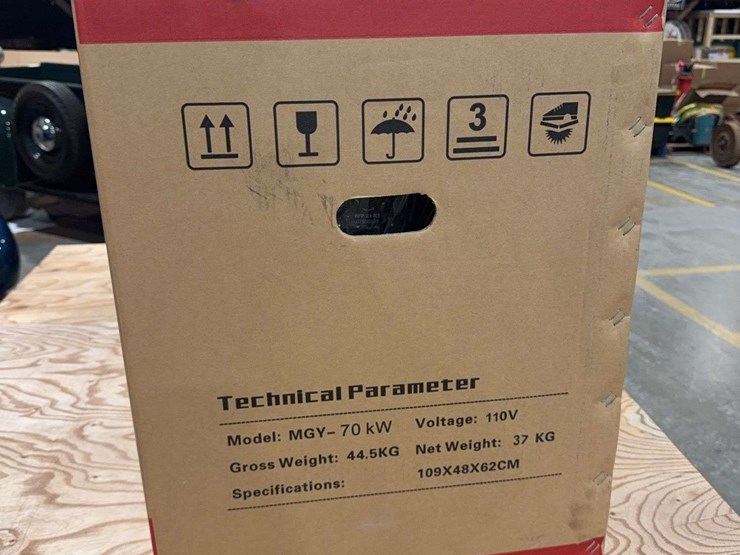 3
Technical Parameter
Model: MGY- 70 kW Voltage: 110V
Gross Weight: 44.5KG Net Weight: 37 KG
Specifications: 109X48X62CM